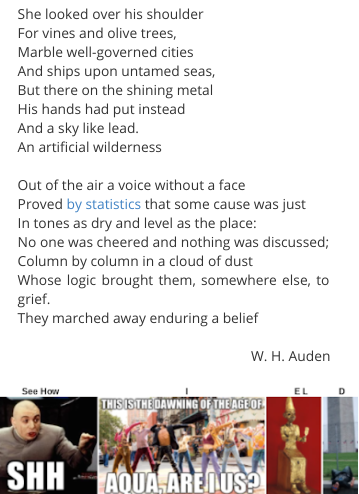 She looked over his shoulder
For vines and olive trees,
Marble well-governed cities
And ships upon untamed seas,
But there on the shining metal
His hands had put instead
And a sky like lead.
An artificial wilderness
Out of the air a voice without a face
Proved by statistics that some cause was just
In tones as dry and level as the place:
No one was cheered and nothing was discussed;
Column by column in a cloud of dust
Whose logic brought them, somewhere else, to
grief.
They marched away enduring a belief
W. H. Auden
See How I E L D
THIS IS THE DAWNING OF THE AGE OF
SHH AQUA, ARE I US?